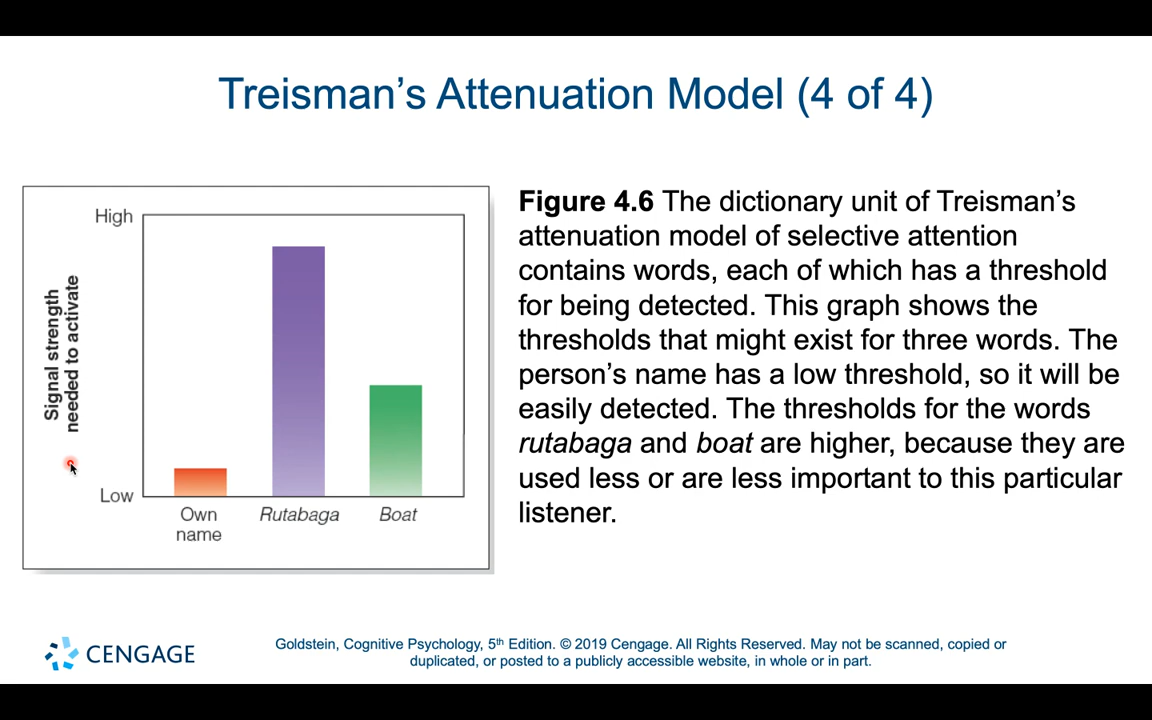 Treisman’s Attenuation Model (4 of 4)
High
Signal strength
needed to activate
Low
Own
name
Rutabaga
Boat
Figure 4.6 The dictionary unit of Treisman’s
attenuation model of selective attention
contains words, each of which has a threshold
for being detected. This graph shows the
thresholds that might exist for three words. The
person’s name has a low threshold, so it will be
easily detected. The thresholds for the words
rutabaga and boat are higher, because they are
used less or are less important to this particular
listener.
CENGAGE
Goldstein, Cognitive Psychology, 5th Edition. © 2019 Cengage. All Rights Reserved. May not be scanned, copied or
duplicated, or posted to a publicly accessible website, in whole or in part.